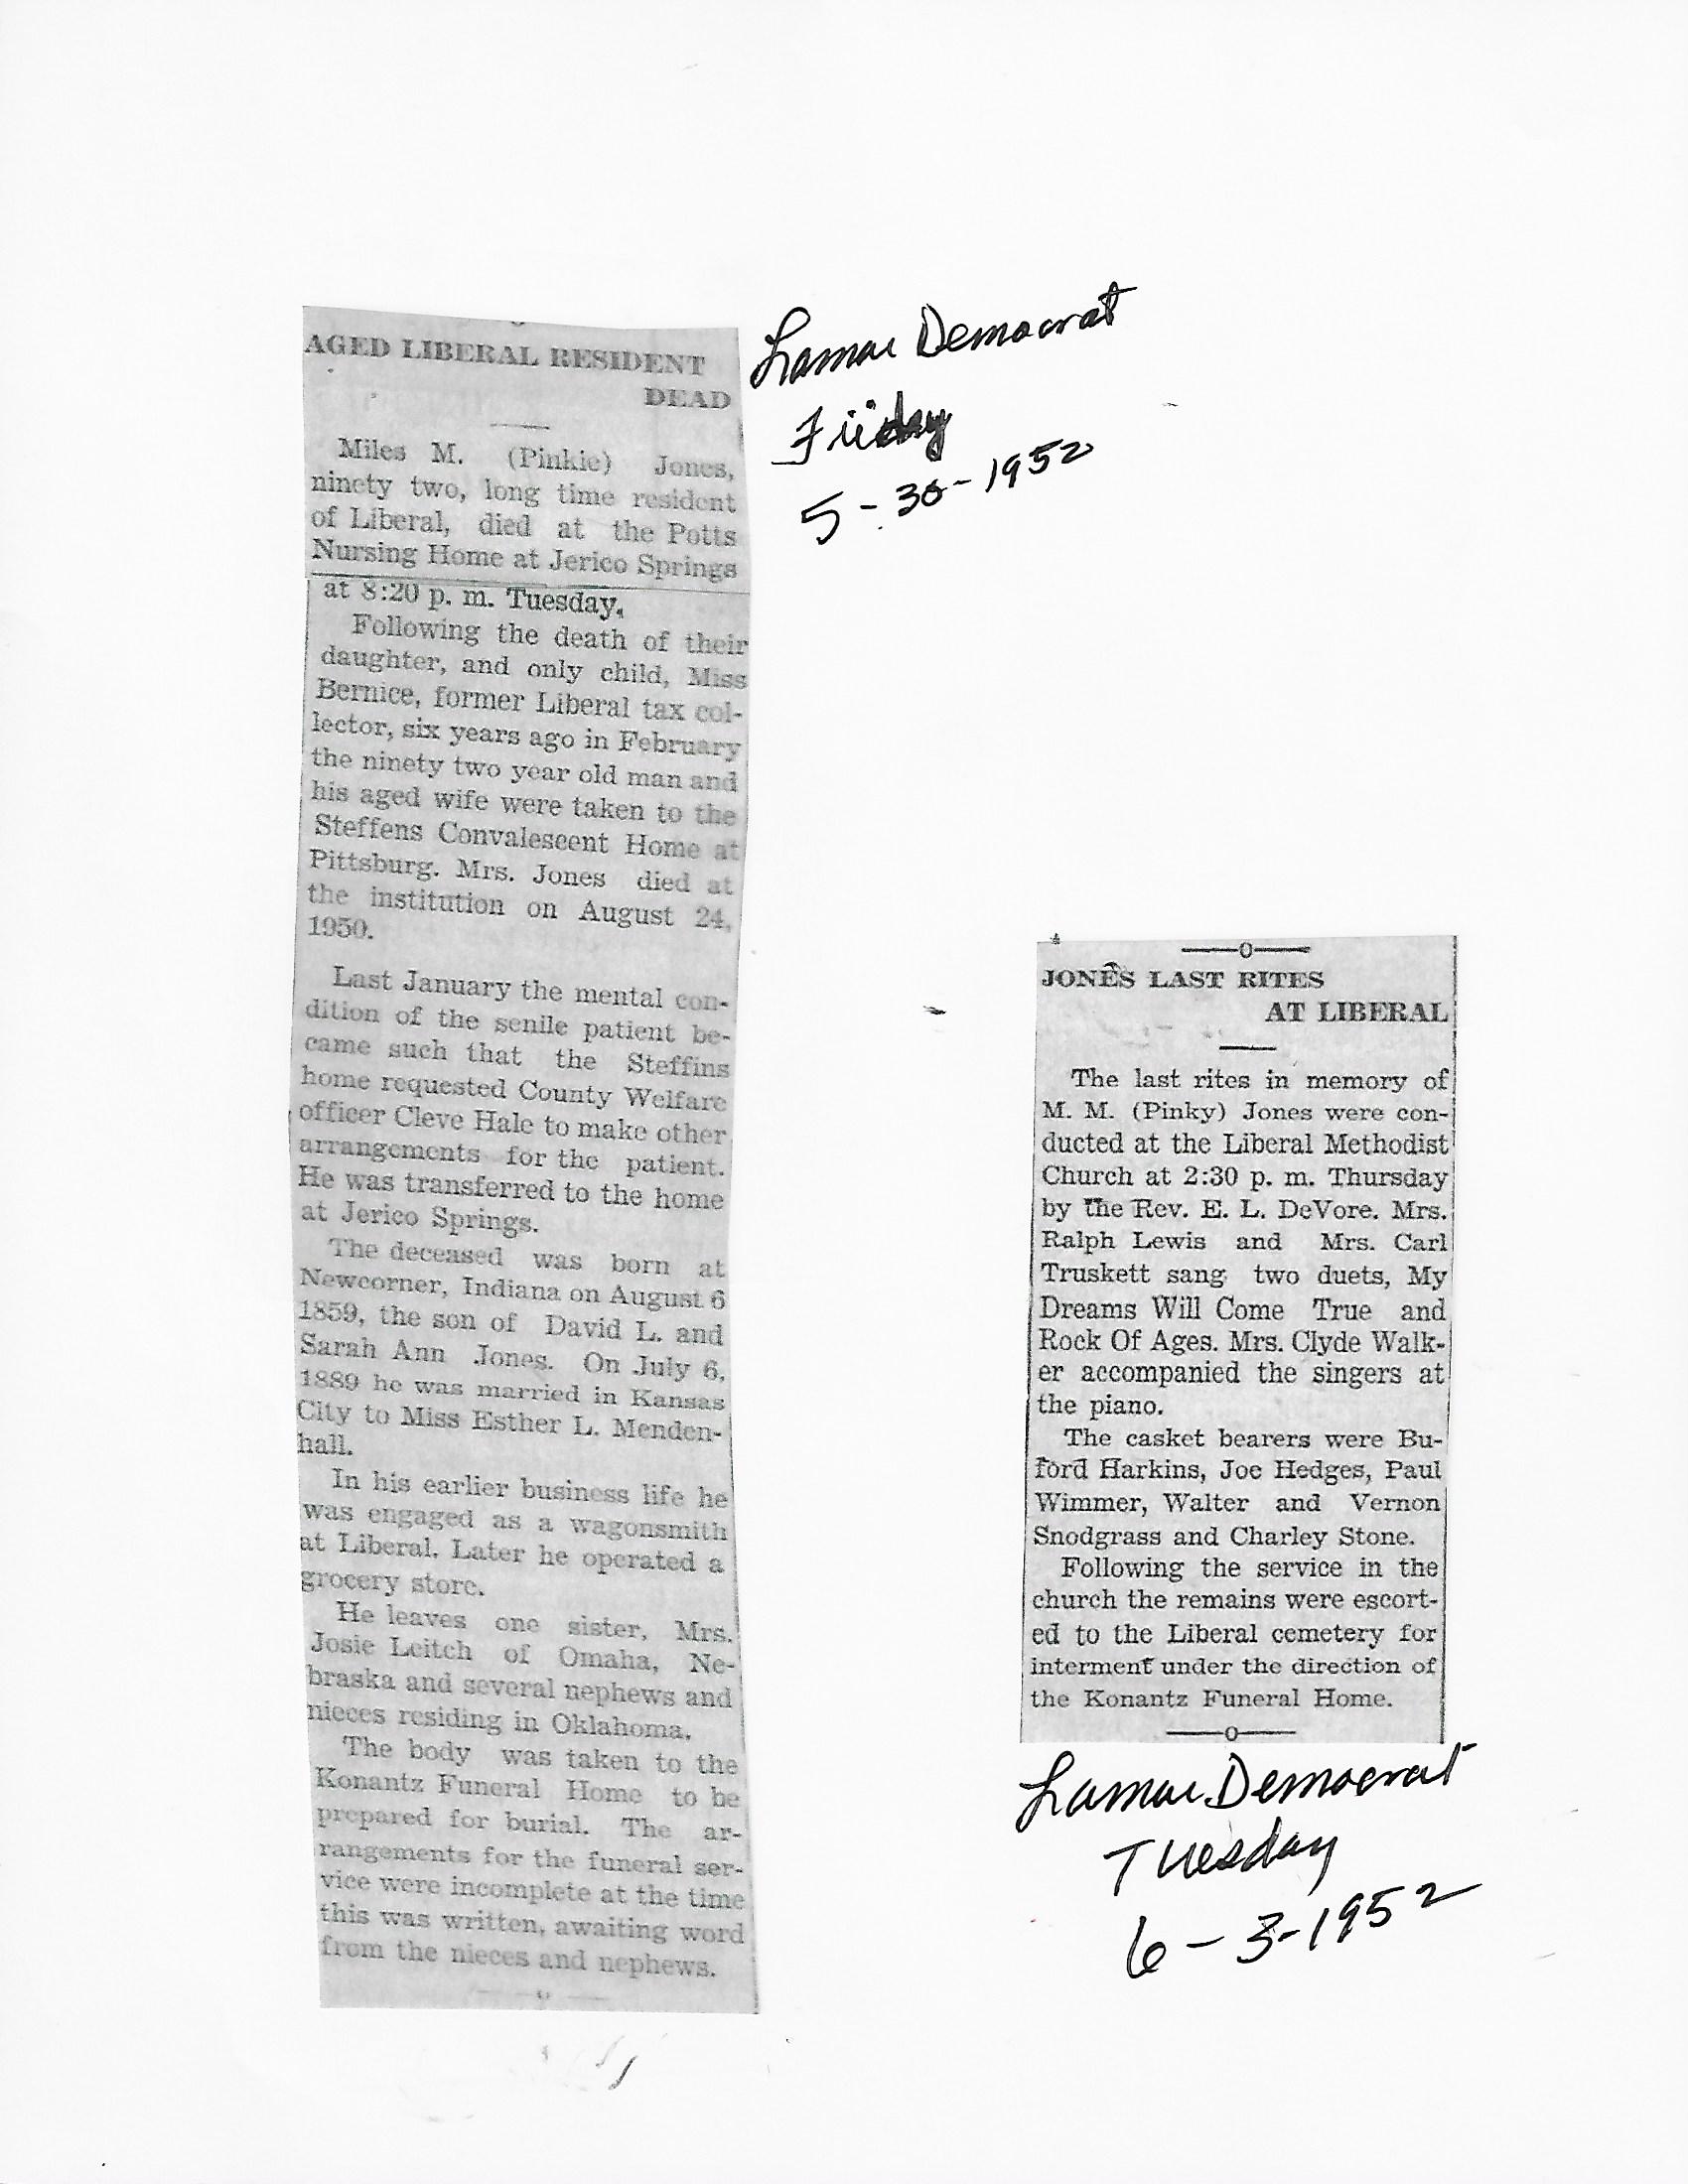 AGED LIBERAL RESIDENT
DEAD
Miles M. (Pinkie) Jones,
ninety two, long time resident
of Liberal, died at the Potts
Nursing Home at Jerico Springs
at 8:20 p. m. Tuesday.
Following the death of their
daughter, and only child, Miss
Bernice, former Liberal tax col-
lector, six years ago in February
the ninety two year old man and
his aged wife were taken to the
Steffens Convalescent Home at
Pittsburg. Mrs. Jones died at
the institution on August 24,
1950.
Last January the mental con-
dition of the senile patient be-
came such that the Steffins
home requested County Welfare
officer Cleve Hale to make other
arrangements for the patient.
He was transferred to the home
at Jerico Springs.
The deceased was born at
Newcorner, Indiana on August 6
1859, the son of David L. and
Sarah Ann Jones. On July 6,
1889 he was married in Kansas
City to Miss Esther L. Menden-
hall.
In his earlier business life he
was engaged as a wagonsmith
at Liberal. Later he operated a
grocery store.
He leaves one sister, Mrs.
Josie Leitch of Omaha, Ne-
braska and several nephews and
nieces residing in Oklahoma.
The body was taken to the
Konantz Funeral Home to be
prepared for burial. The ar-
rangements for the funeral ser-
vice were incomplete at the time
this was written, awaiting word
from the nieces and nephews.
Lamar Democrat
Friday
5-30-1952
JONES LAST RITES
AT LIBERAL
The last rites in memory of
M. M. (Pinky) Jones were con-
ducted at the Liberal Methodist
Church at 2:30 p. m. Thursday
by the Rev. E. L. DeVore. Mrs.
Ralph Lewis and Mrs. Carl
Truskett sang two duets, My
Dreams Will Come True and
Rock Of Ages. Mrs. Clyde Walk-
er accompanied the singers at
the piano.
The casket bearers were Bu-
ford Harkins, Joe Hedges, Paul
Wimmer, Walter and Vernon
Snodgrass and Charley Stone.
Following the service in the
church the remains were escort-
ed to the Liberal cemetery for
interment under the direction of
the Konantz Funeral Home.
Lamar Democrat
Tuesday
6-3-1952